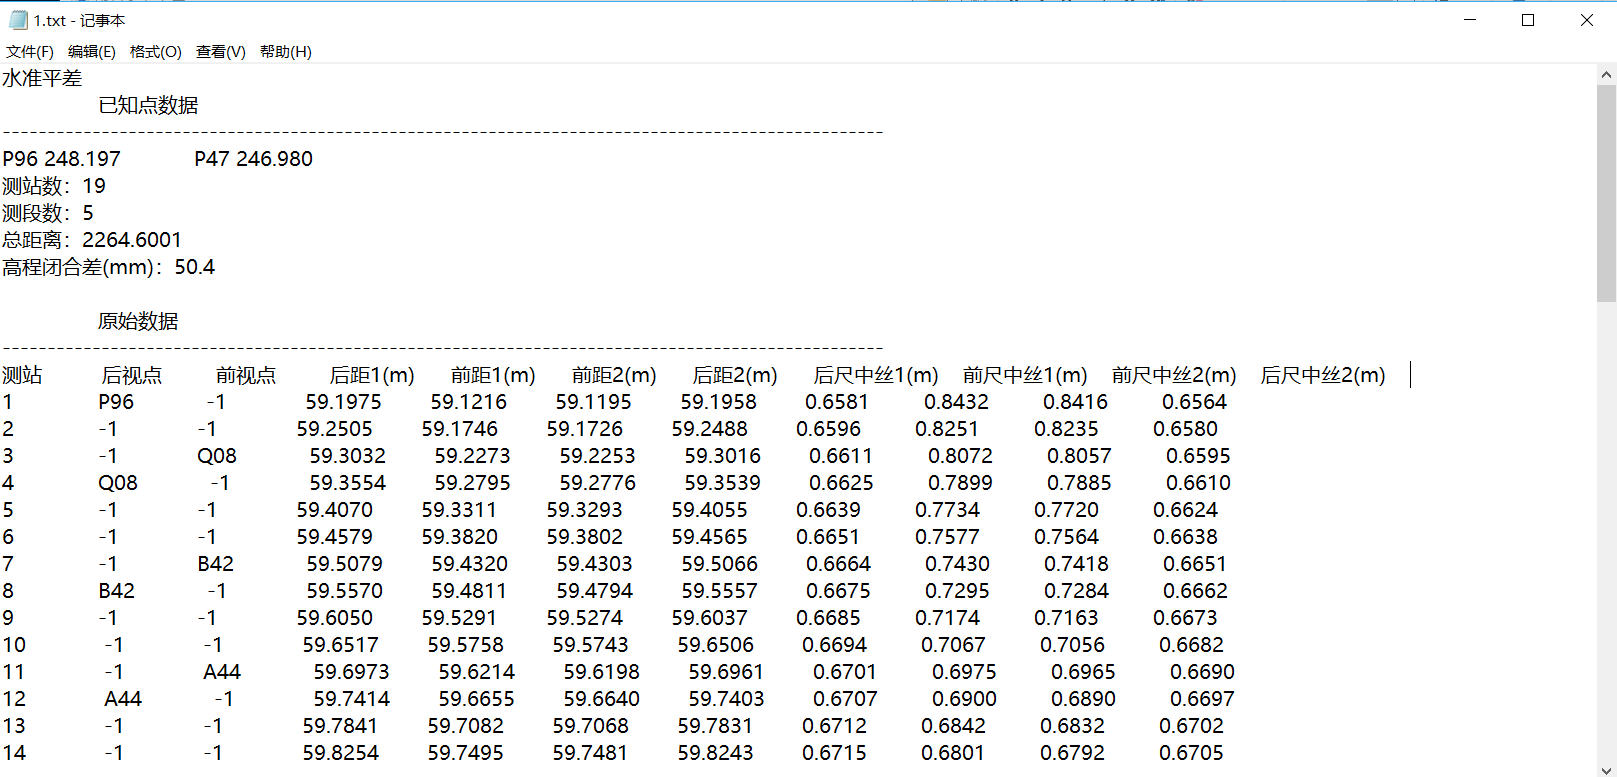 1.txt - 记事本
文件(F) 编辑(E) 格式(O) 查看(V) 帮助(H)
水准平差
已知点数据
--------------------------------------------------------------------------------------------------
P96 248.197 P47 246.980
测站数：19
测段数：5
总距离：2264.6001
高程闭合差(mm)：50.4
原始数据
--------------------------------------------------------------------------------------------------
测站 后视点 前视点 后距1(m) 前距1(m) 前距2(m) 后距2(m) 后尺中丝1(m) 前尺中丝1(m) 前尺中丝2(m) 后尺中丝2(m)
1 P96 -1 59.1975 59.1216 59.1195 59.1958 0.6581 0.8432 0.8416 0.6564
2 -1 -1 59.2505 59.1746 59.1726 59.2488 0.6596 0.8251 0.8235 0.6580
3 -1 Q08 59.3032 59.2273 59.2253 59.3016 0.6611 0.8072 0.8057 0.6595
4 Q08 -1 59.3554 59.2795 59.2776 59.3539 0.6625 0.7899 0.7885 0.6610
5 -1 -1 59.4070 59.3311 59.3293 59.4055 0.6639 0.7734 0.7720 0.6624
6 -1 -1 59.4579 59.3820 59.3802 59.4565 0.6651 0.7577 0.7564 0.6638
7 -1 B42 59.5079 59.4320 59.4303 59.5066 0.6664 0.7430 0.7418 0.6651
8 B42 -1 59.5570 59.4811 59.4794 59.5557 0.6675 0.7295 0.7284 0.6662
9 -1 -1 59.6050 59.5291 59.5274 59.6037 0.6685 0.7174 0.7163 0.6673
10 -1 -1 59.6517 59.5758 59.5743 59.6506 0.6694 0.7067 0.7056 0.6682
11 -1 A44 59.6973 59.6214 59.6198 59.6961 0.6701 0.6975 0.6965 0.6690
12 A44 -1 59.7414 59.6655 59.6640 59.7403 0.6707 0.6900 0.6890 0.6697
13 -1 -1 59.7841 59.7082 59.7068 59.7831 0.6712 0.6842 0.6832 0.6702
14 -1 -1 59.8254 59.7495 59.7481 59.8243 0.6715 0.6801 0.6792 0.6705